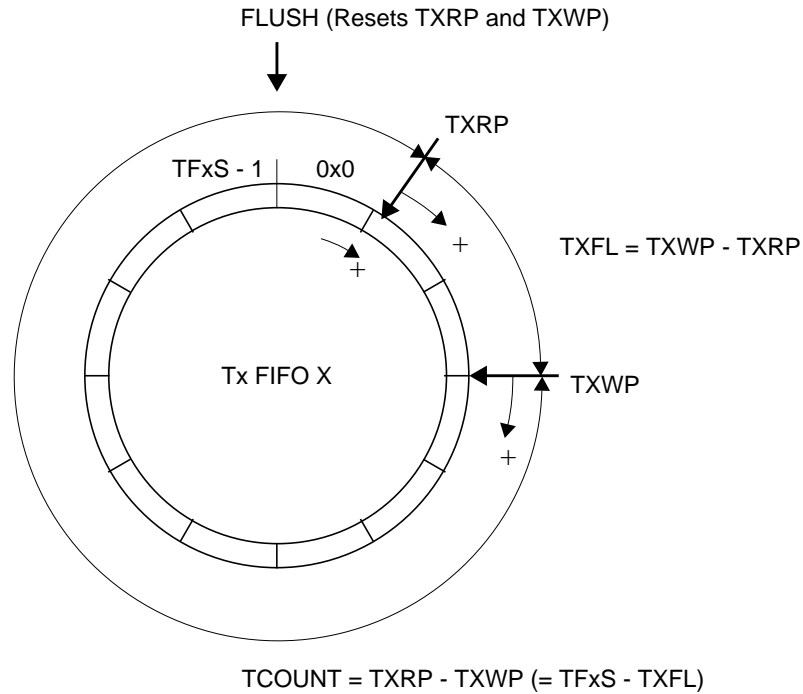 FLUSH (Resets TXRP and TXWP)
TXRP
TFxS - 1
0x0
+
+
TXFL = TXWP - TXRP
Tx FIFO X
TXWP
+
TCOUNT = TXRP - TXWP (= TFxS - TXFL)